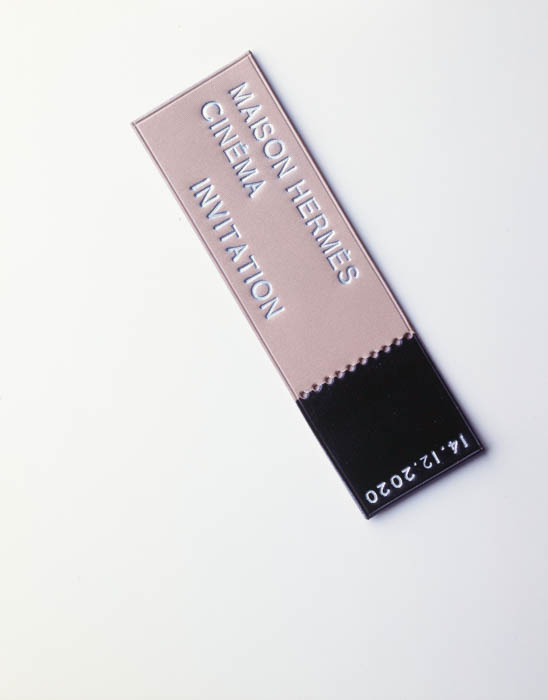 MAISON HERMÈS
CINÉMA
INVITATION
14.12.2020